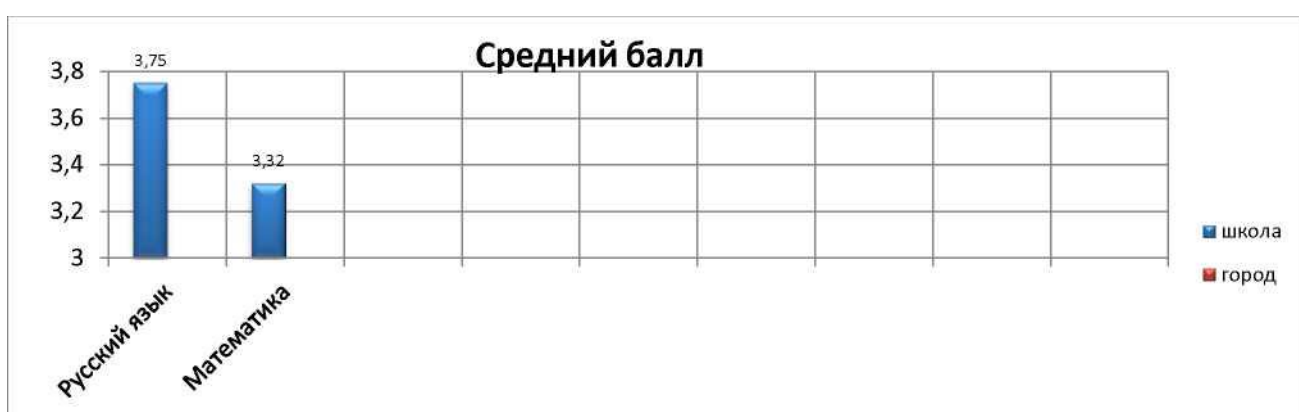 Средний балл
3,8
3,6
3,4
3,2
3
3,75
3,32
Русский язык
Математика
школа
город